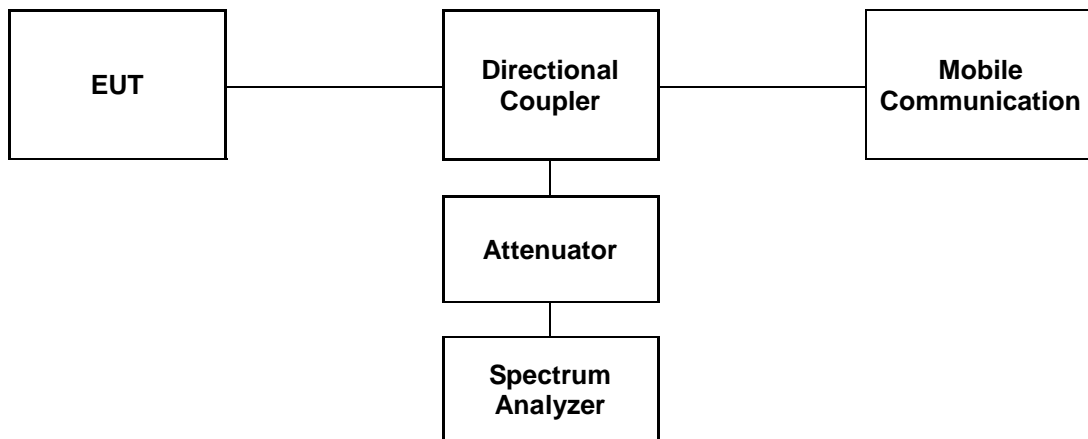 EUT
Directional
Coupler
Mobile
Communication
Attenuator
Spectrum
Analyzer